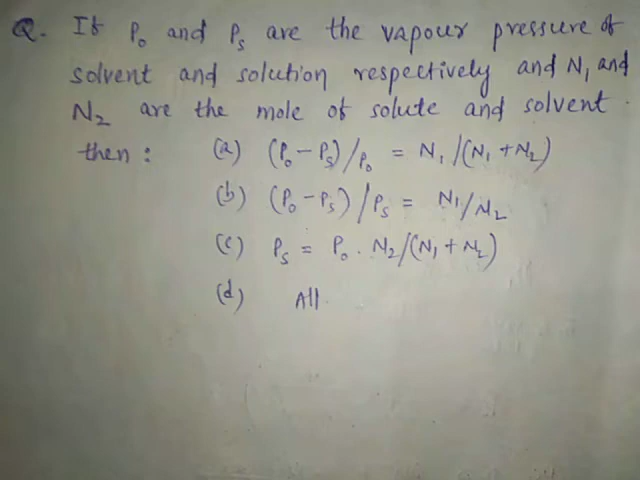 Q. If P₀ and Pₛ are the vapour pressure of
solvent and solution respectively and N₁ and
N₂ are the mole of solute and solvent.
then : (a) (P₀ - Pₛ)/P₀ = N₁/(N₁ + N₂)
(b) (P₀ - Pₛ)/Pₛ = N₁/N₂
(c) Pₛ = P₀ . N₂/(N₁ + N₂)
(d) All.